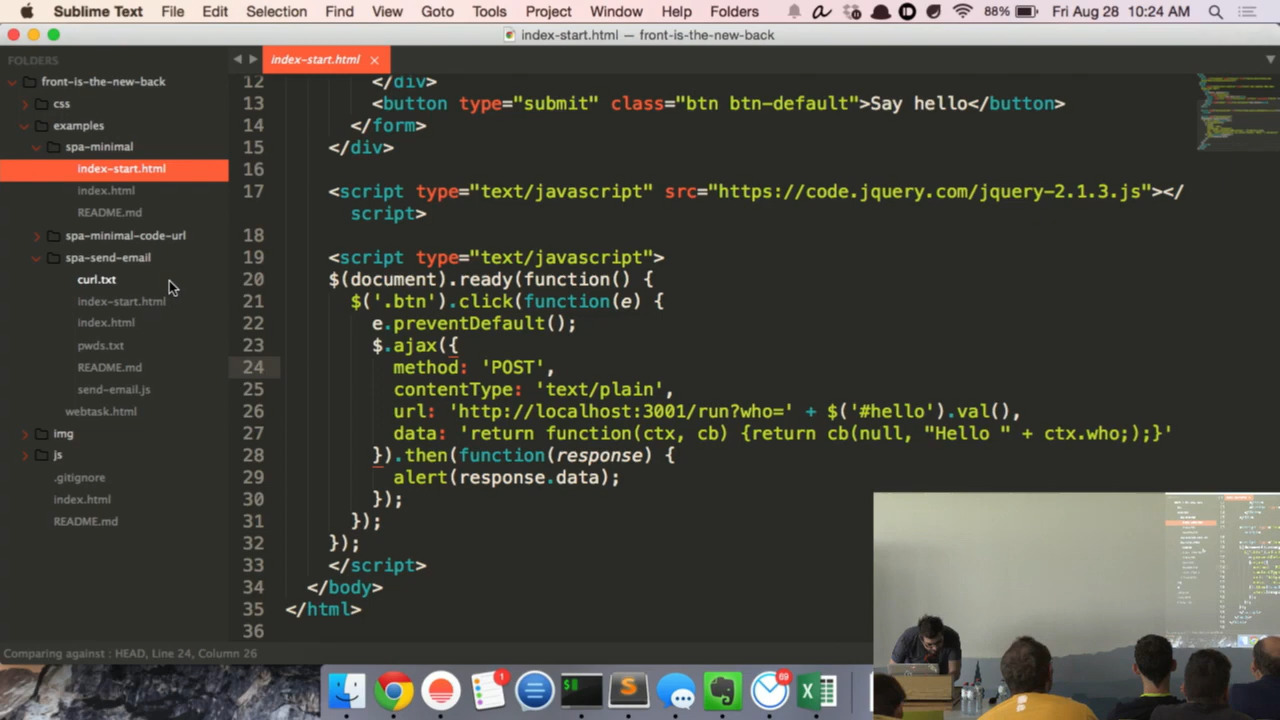 Sublime Text File Edit Selection Find View Goto Tools Project Window Help Folders 88% Fri Aug 28 10:24 AM
index-start.html — front-is-the-new-back
FOLDERS
front-is-the-new-back
css
examples
spa-minimal
index-start.html
index.html
README.md
spa-minimal-code-url
spa-send-email
curl.txt
index-start.html
index.html
pwds.txt
README.md
send-email.js
webtask.html
img
js
.gitignore
index.html
README.md
index-start.html
12 </div>
13 <button type="submit" class="btn btn-default">Say hello</button>
14 </form>
15 </div>
16
17 <script type="text/javascript" src="https://code.jquery.com/jquery-2.1.3.js"></
script>
18
19 <script type="text/javascript">
20 $(document).ready(function() {
21 $('.btn').click(function(e) {
22 e.preventDefault();
23 $.ajax({
24 method: 'POST',
25 contentType: 'text/plain',
26 url: 'http://localhost:3001/run?who=' + $('#hello').val(),
27 data: 'return function(ctx, cb) {return cb(null, "Hello " + ctx.who;);}'
28 }).then(function(response) {
29 alert(response.data);
30 });
31 });
32 });
33 </script>
34 </body>
35 </html>
36
Comparing against : HEAD, Line 24, Column 26
1
69